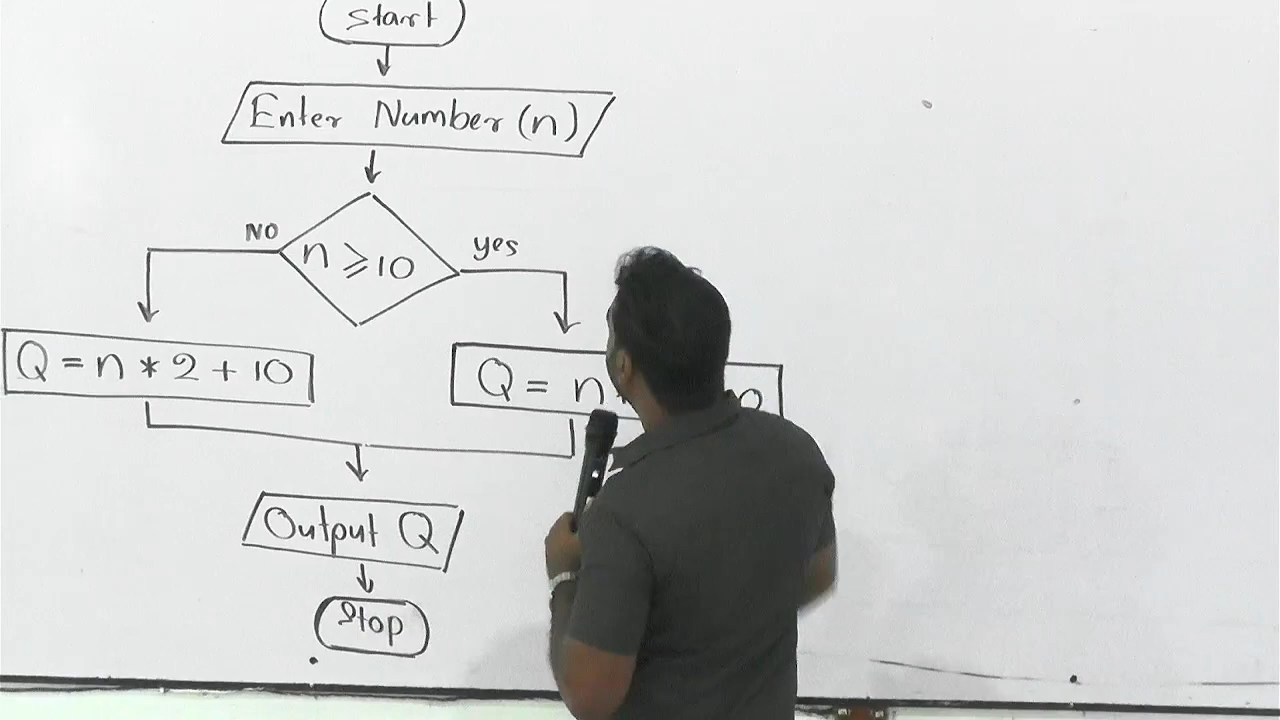 Start
Enter Number (n)
n ⩾ 10
NO
yes
Q = n * 2 + 10
Q = n
Output Q
Stop